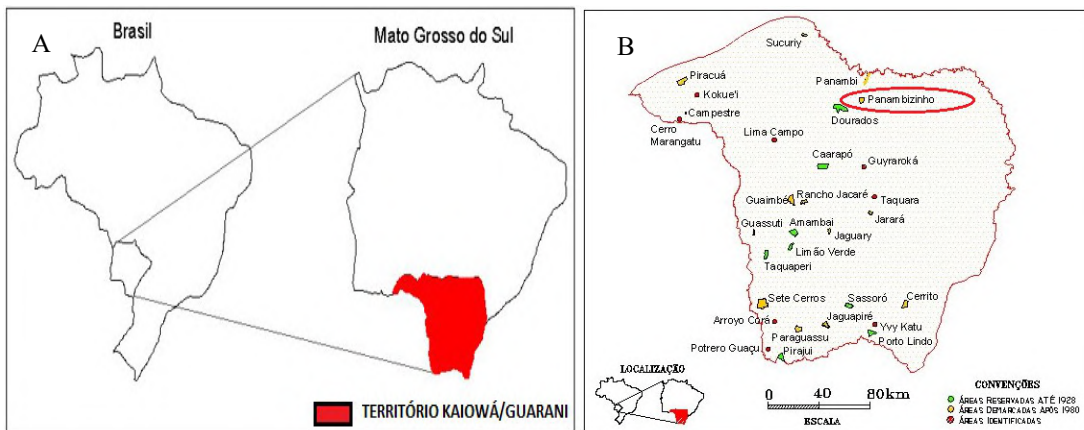 A
Brasil
Mato Grosso do Sul
TERRITÓRIO KAIOWÁ/GUARANI
B
Sucuriy
Piracuá
Panambi
Kokue'i
Panambizinho
Campestre
Dourados
Cerro
Marangatu
Lima Campo
Caarapó
Guyraroká
Guaimbé
Rancho Jacaré
Taquara
Jarará
Guassuti
Amambai
Jaguary
Limão Verde
Taquaperi
Sete Cerros
Sassoró
Cerrito
Arroyo Corá
Jaguapiré
Yvy Katu
Paraguassu
Porto Lindo
Potrero Guaçu
Pirajui
LOCALIZAÇÃO
0 40 80km
ESCALA
CONVENÇÕES
ÁREAS RESERVADAS ATÉ 1928
ÁREAS DEMARCADAS APÓS 1980
ÁREAS IDENTIFICADAS